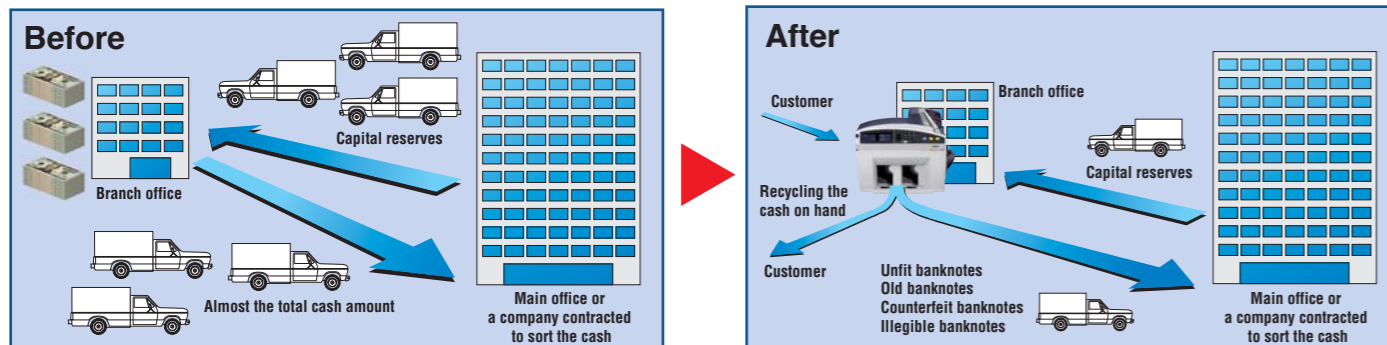 Before
Capital reserves
Branch office
Almost the total cash amount
Main office or
a company contracted
to sort the cash
After
Customer
Branch office
Capital reserves
Recycling the
cash on hand
Customer
Unfit banknotes
Old banknotes
Counterfeit banknotes
Illegible banknotes
Main office or
a company contracted
to sort the cash